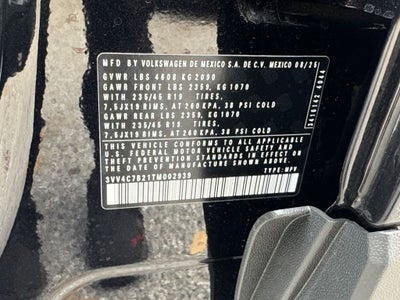 MFD BY VOLKSWAGEN DE MEXICO S.A. DE C.V. MEXICO 08/25
GVWR LBS 4608 KG 2090
GAWR FRONT LBS 2359, KG 1070
WITH 235/45 R19 TIRES,
7,5JX19 RIMS, AT 260KPA, 38 PSI COLD
GAWR REAR LBS 2359, KG 1070
WITH 235/45 R19 TIRES,
7,5JX19 RIMS, AT 260KPA, 38 PSI COLD
THIS VEHICLE CONFORMS TO ALL APPLICABLE
U.S. FEDERAL MOTOR VEHICLE SAFETY AND
THEFT PREVENTION STANDARDS IN EFFECT ON
THE DATE OF MANUFACTURE SHOWN ABOVE.
3VV4C7B21TM002939 TYPE: MPV